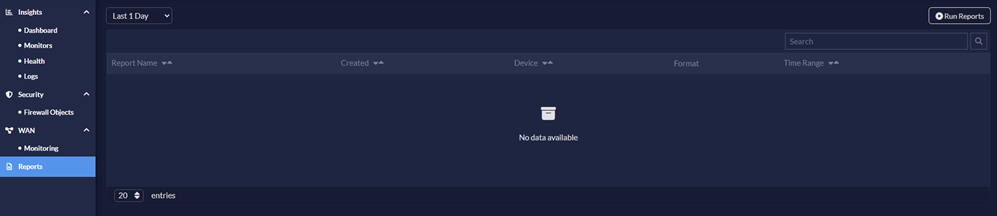 Insights
Dashboard
Monitors
Health
Logs
Security
Firewall Objects
WAN
Monitoring
Reports
Last 1 Day
Run Reports
Search
Report Name Created Device Format Time Range
No data available
20 entries